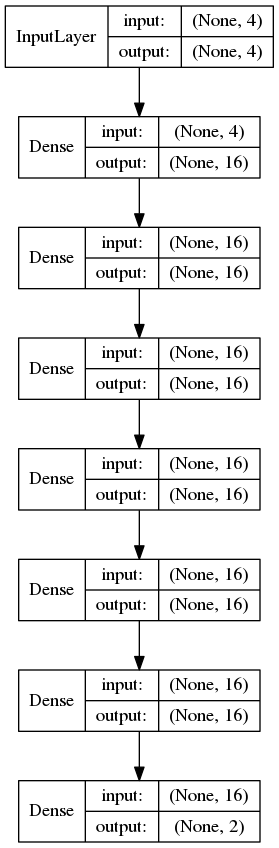 InputLayer
input: (None, 4)
output: (None, 4)
Dense
input: (None, 4)
output: (None, 16)
Dense
input: (None, 16)
output: (None, 16)
Dense
input: (None, 16)
output: (None, 16)
Dense
input: (None, 16)
output: (None, 16)
Dense
input: (None, 16)
output: (None, 16)
Dense
input: (None, 16)
output: (None, 16)
Dense
input: (None, 16)
output: (None, 2)